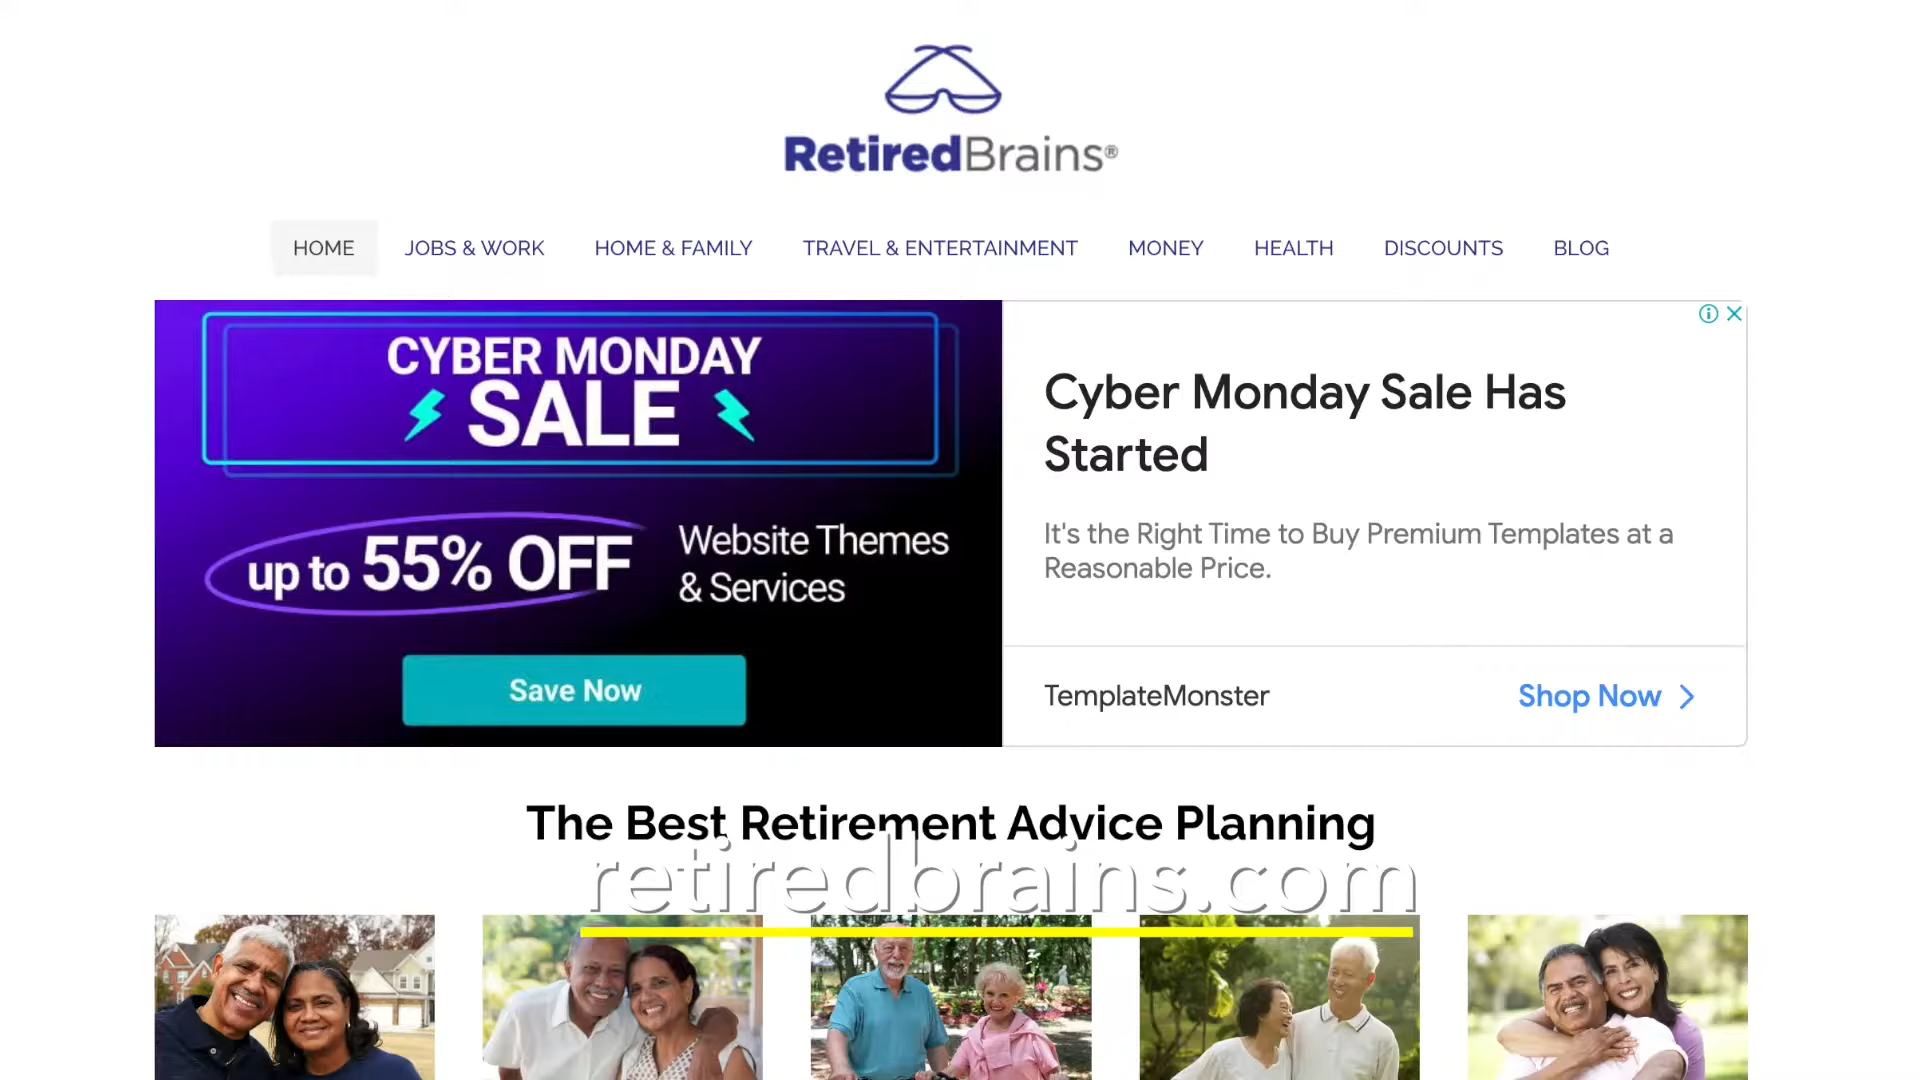 RetiredBrains®
HOME
JOBS & WORK
HOME & FAMILY
TRAVEL & ENTERTAINMENT
MONEY
HEALTH
DISCOUNTS
BLOG
CYBER MONDAY
SALE
up to 55% OFF
Website Themes
& Services
Save Now
Cyber Monday Sale Has
Started
It's the Right Time to Buy Premium Templates at a
Reasonable Price.
TemplateMonster
Shop Now
The Best Retirement Advice Planning
retiredbrains.com